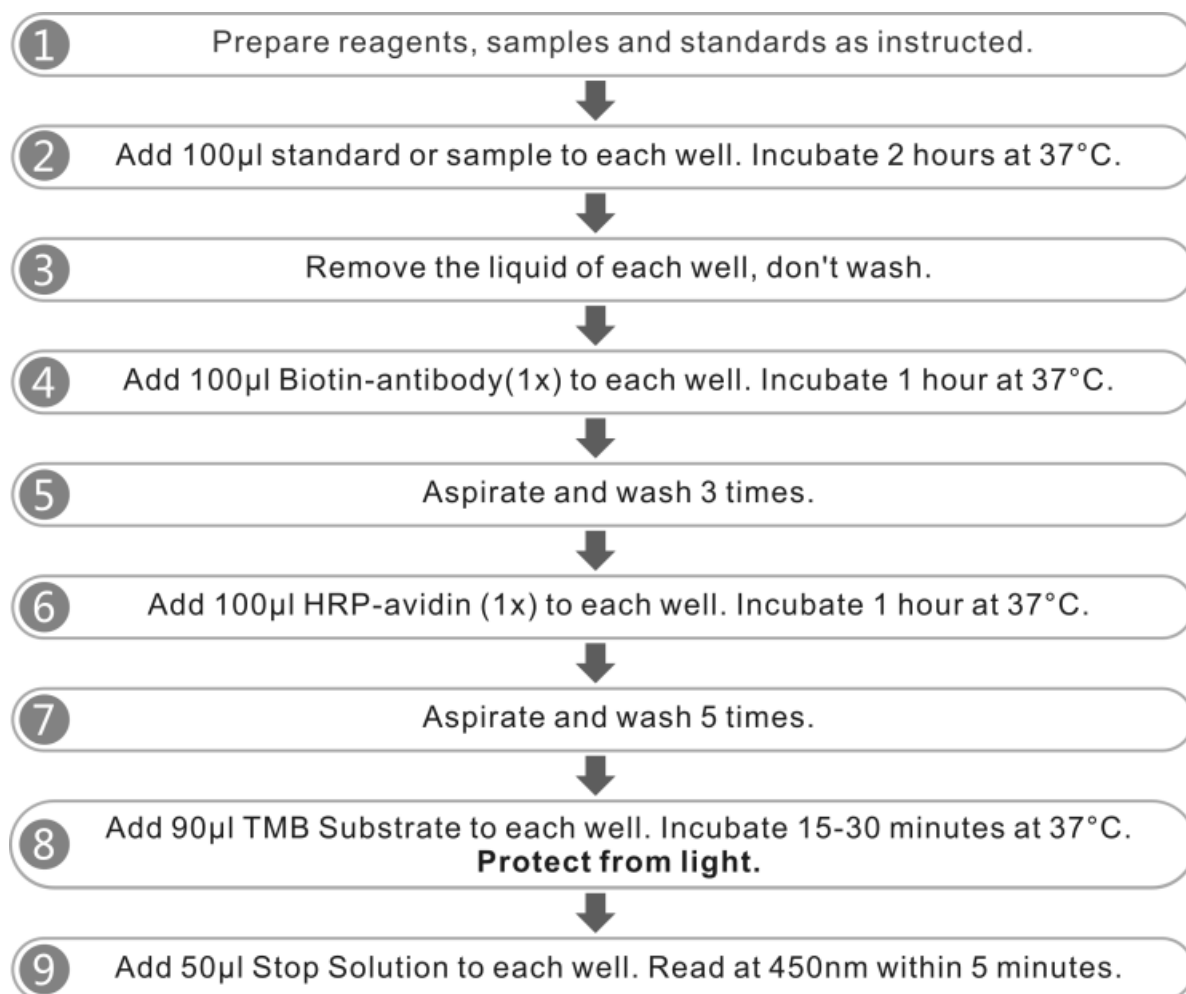 1 Prepare reagents, samples and standards as instructed.
2 Add 100µl standard or sample to each well. Incubate 2 hours at 37°C.
3 Remove the liquid of each well, don't wash.
4 Add 100µl Biotin-antibody(1x) to each well. Incubate 1 hour at 37°C.
5 Aspirate and wash 3 times.
6 Add 100µl HRP-avidin (1x) to each well. Incubate 1 hour at 37°C.
7 Aspirate and wash 5 times.
8 Add 90µl TMB Substrate to each well. Incubate 15-30 minutes at 37°C.
Protect from light.
9 Add 50µl Stop Solution to each well. Read at 450nm within 5 minutes.